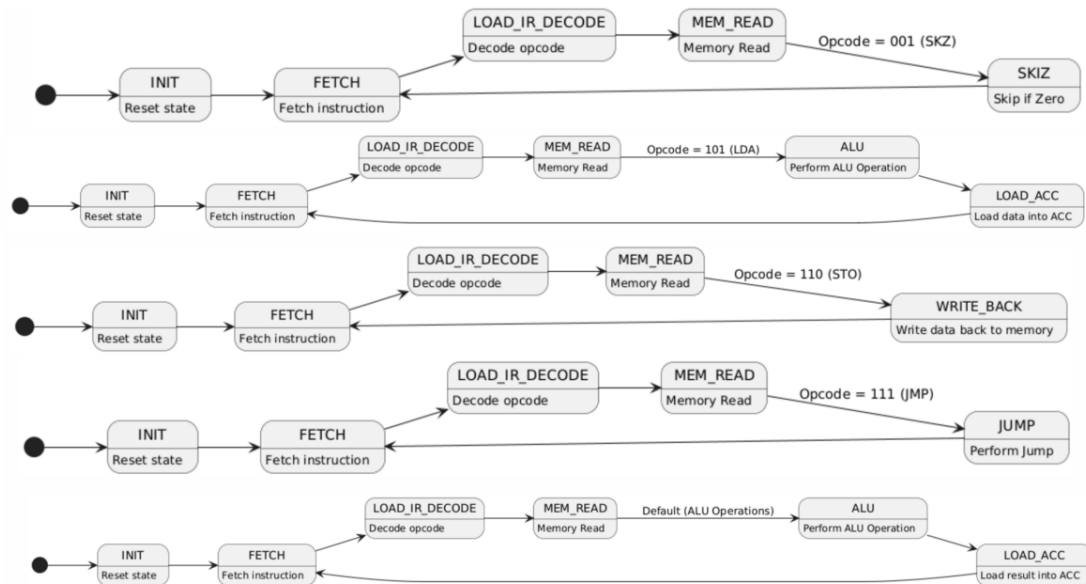 LOAD_IR_DECODE
Decode opcode
MEM_READ
Memory Read
Opcode = 001 (SKZ)
INIT
Reset state
FETCH
Fetch instruction
SKIZ
Skip if Zero
LOAD_IR_DECODE
Decode opcode
MEM_READ
Memory Read
Opcode = 101 (LDA)
ALU
Perform ALU Operation
INIT
Reset state
FETCH
Fetch instruction
LOAD_ACC
Load data into ACC
LOAD_IR_DECODE
Decode opcode
MEM_READ
Memory Read
Opcode = 110 (STO)
INIT
Reset state
FETCH
Fetch instruction
WRITE_BACK
Write data back to memory
LOAD_IR_DECODE
Decode opcode
MEM_READ
Memory Read
Opcode = 111 (JMP)
INIT
Reset state
FETCH
Fetch instruction
JUMP
Perform Jump
LOAD_IR_DECODE
Decode opcode
MEM_READ
Memory Read
Default (ALU Operations)
ALU
Perform ALU Operation
INIT
Reset state
FETCH
Fetch instruction
LOAD_ACC
Load result into ACC